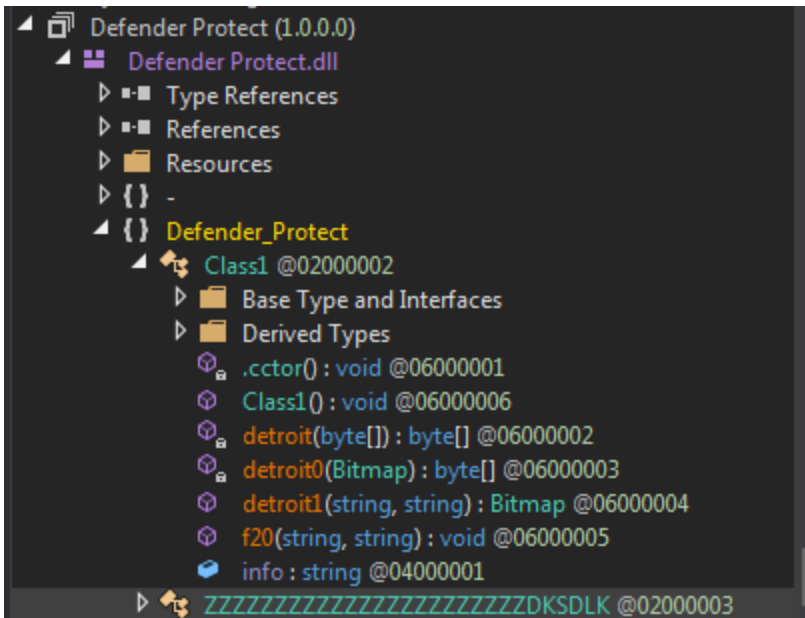 Defender Protect (1.0.0.0)
Defender Protect.dll
Type References
References
Resources
{ } -
{ } Defender_Protect
Class1 @02000002
Base Type and Interfaces
Derived Types
.cctor() : void @06000001
Class1() : void @06000006
detroit(byte[]) : byte[] @06000002
detroit0(Bitmap) : byte[] @06000003
detroit1(string, string) : Bitmap @06000004
f20(string, string) : void @06000005
info : string @04000001
ZZZZZZZZZZZZZZZZZZZZZZZDKSDLK @02000003